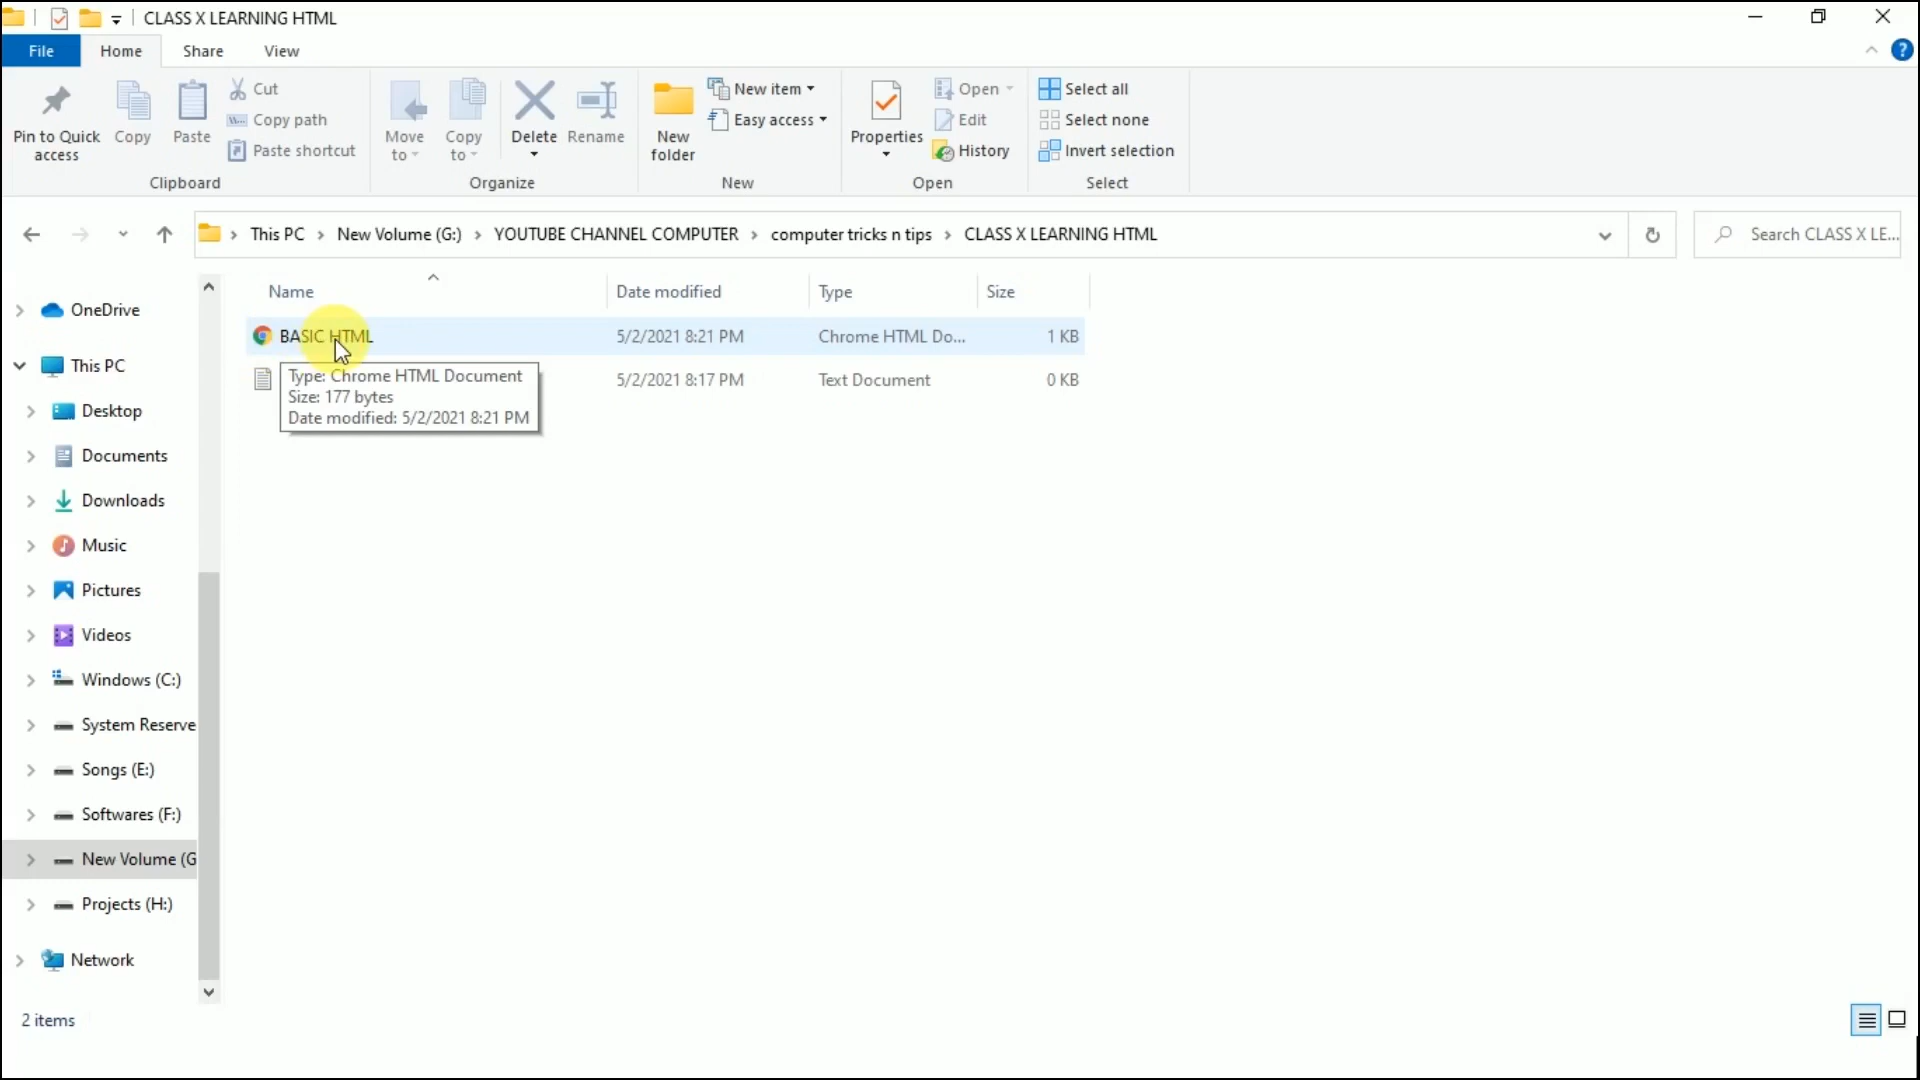 CLASS X LEARNING HTML
File Home Share View
?
Pin to Quick access
Copy
Paste
Cut
Copy path
Paste shortcut
Clipboard
Move to
Copy to
Delete
Rename
Organize
New folder
New item
Easy access
New
Properties
Open
Edit
History
Open
Select all
Select none
Invert selection
Select
This PC › New Volume (G:) › YOUTUBE CHANNEL COMPUTER › computer tricks n tips › CLASS X LEARNING HTML
Search CLASS X LE...
Name Date modified Type Size
BASIC HTML 5/2/2021 8:21 PM Chrome HTML Do... 1 KB
5/2/2021 8:17 PM Text Document 0 KB
Type: Chrome HTML Document
Size: 177 bytes
Date modified: 5/2/2021 8:21 PM
OneDrive
This PC
Desktop
Documents
Downloads
Music
Pictures
Videos
Windows (C:)
System Reserve
Songs (E:)
Softwares (F:)
New Volume (G
Projects (H:)
Network
2 items